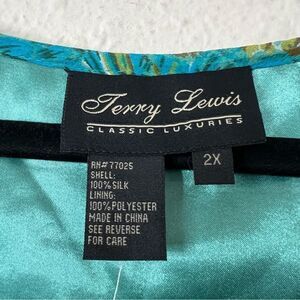 Terry Lewis
CLASSIC LUXURIES
2X
RN# 77025
SHELL:
100% SILK
LINING:
100% POLYESTER
MADE IN CHINA
SEE REVERSE
FOR CARE